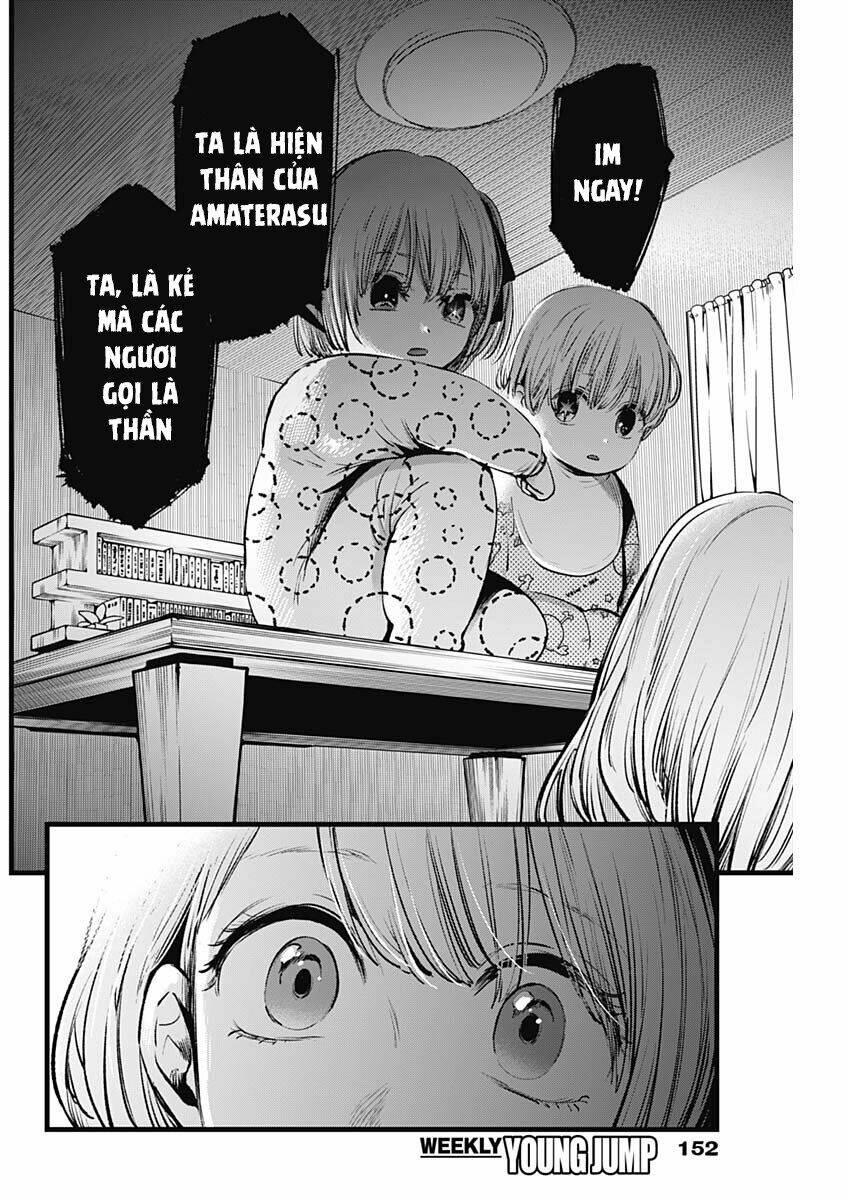 IM
NGAY!
TA LÀ HIỆN
THÂN CỦA
AMATERASU
TA, LÀ KẺ
MÀ CÁC
NGƯƠI
GỌI LÀ
THẦN
WEEKLY YOUNG JUMP 152